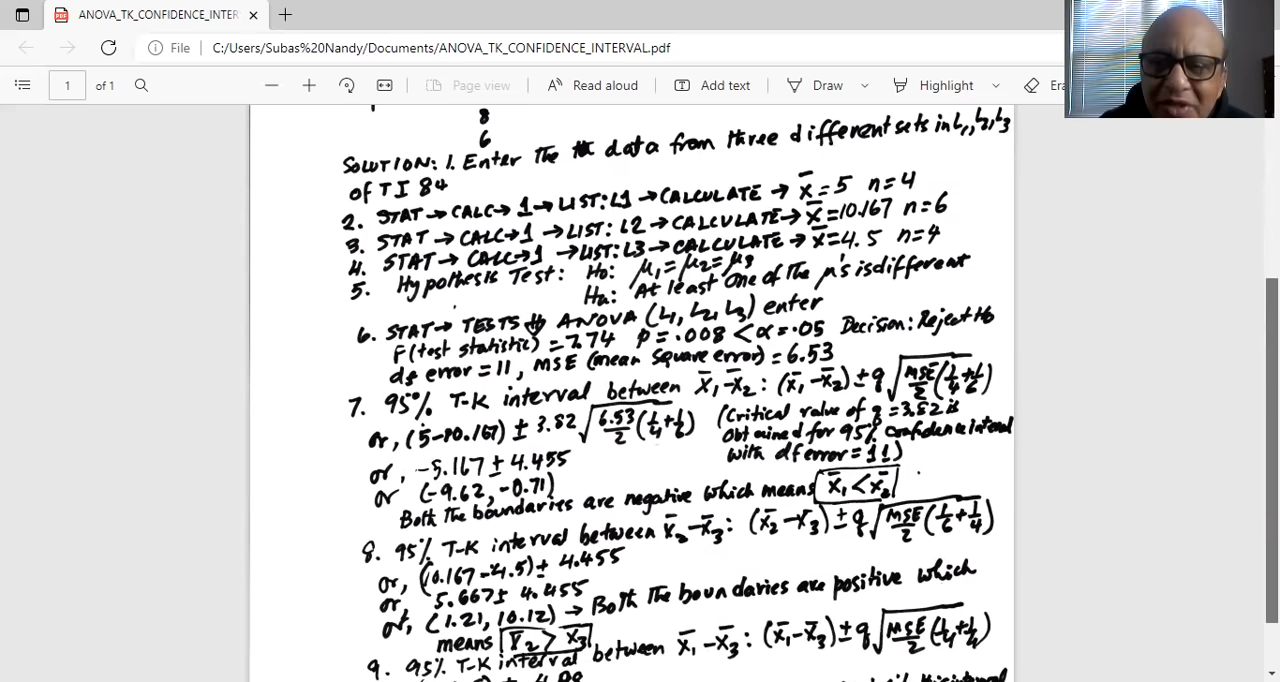 ANOVA_TK_CONFIDENCE_INTER
File
C:/Users/Subas%20Nandy/Documents/ANOVA_TK_CONFIDENCE_INTERVAL.pdf
1 of 1
Page view
Read aloud
Add text
Draw
Highlight
Era
8
6
SOLUTION: 1. Enter the data from three different sets in L1, L2, L3
of TI 84
2. STAT→CALC→1→LIST:L1→CALCULATE→ x̄=5 n=4
3. STAT→CALC→1→LIST:L2→CALCULATE→ x̄=10.167 n=6
4. STAT→CALC→1→LIST:L3→CALCULATE→ x̄=4.5 n=4
5. Hypothesis Test: Ho: μ1=μ2=μ3
Ha: At least one of the μ's is different
6. STAT→TESTS ANOVA (L1, L2, L3) enter
F(test statistic) = 7.74 p=.008 < α=.05 Decision: Reject Ho
df error = 11, MSE (mean square error) = 6.53
7. 95% T-K interval between x̄1-x̄2: (x̄1-x̄2) ± q√(MSE/2 (1/4+1/6))
or, (5-10.167) ± 3.82 √(6.53/2 (1/4+1/6)) (Critical value of q=3.82 is
obtained for 95% confidence interval
with df error=11)
or, -5.167 ± 4.455
or (-9.62, -0.71)
Both the boundaries are negative which means x̄1 < x̄2
8. 95% T-K interval between x̄2-x̄3: (x̄2-x̄3) ± q√(MSE/2 (1/6+1/4))
or, (10.167-4.5) ± 4.455
or 5.667 ± 4.455
or, (1.21, 10.12) → Both the boundaries are positive which
means x̄2 > x̄3
9. 95% T-K interval between x̄1-x̄3: (x̄1-x̄3) ± q√(MSE/2 (1/4+1/4))